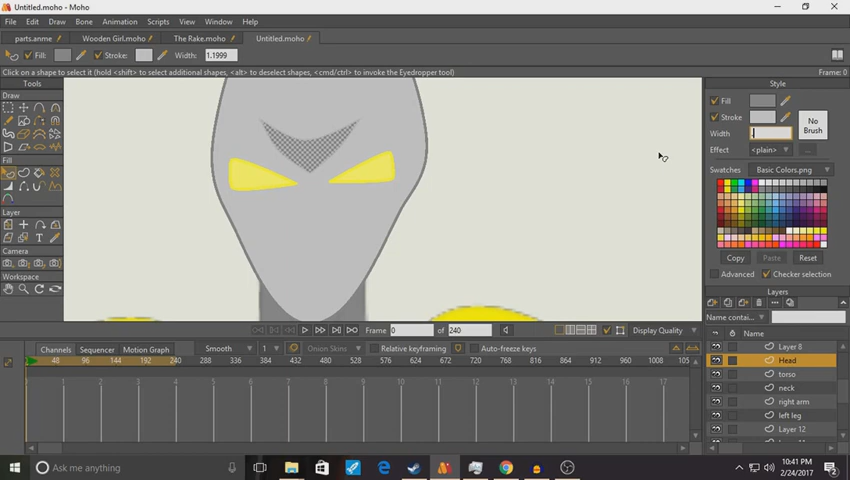 Untitled.moho - Moho
File Edit Draw Bones Animation Scripts View Window Help
parts.anme Wooden Girl.moho The Rake.moho Untitled.moho
Fill: Stroke: Width: 1.1999
Click on a shape to select it (hold <shift> to select additional shapes, <alt> to deselect shapes, <cmd/ctrl> to invoke the Eyedropper tool) Frame: 0
Tools
Draw
Fill
Layer
Camera
Workspace
Style
Fill
Stroke
Width .
No Brush
Effect <plain> ...
Swatches Basic Colors.png
Copy Paste Reset
Advanced Checker selection
Layers
Name contai...
Name
Layer 8
Head
torso
neck
right arm
left leg
Layer 12
Frame 0 of 240 Display Quality
Channels Sequencer Motion Graph Smooth 1 Onion Skins Relative keyframing Auto-freeze keys
0 48 96 144 192 240 288 336 384 432 480 528 576 624 672 720 768 816 864 912 960 1008 105
1 2 3 4 5 6 7 8 9 10 11 12 13 14 15 16 17
Ask me anything
10:41 PM
2/24/2017